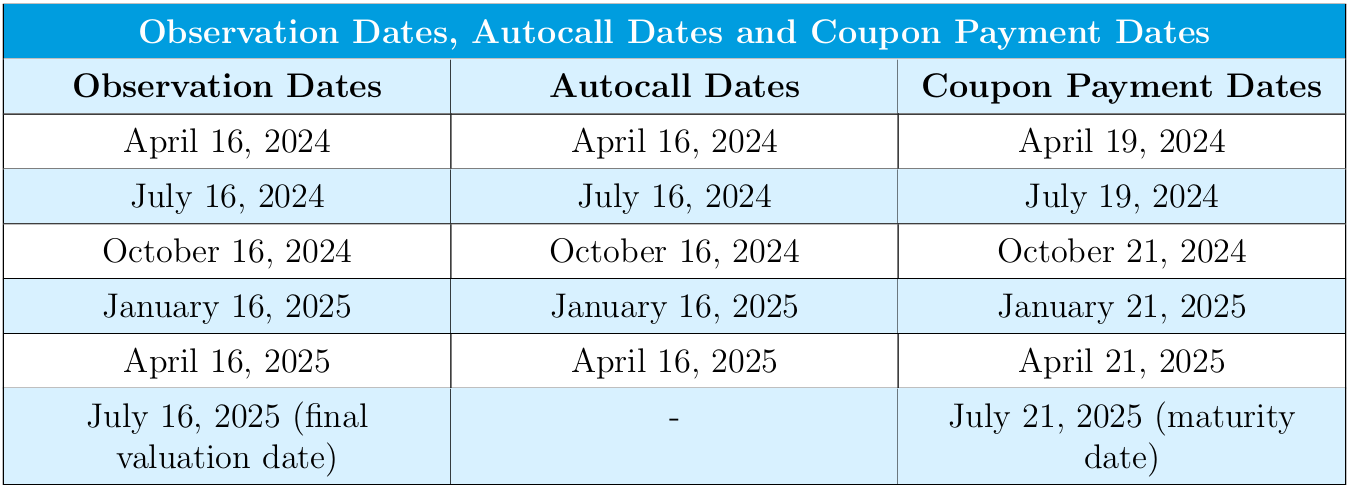 Observation Dates, Autocall Dates and Coupon Payment Dates
Observation Dates Autocall Dates Coupon Payment Dates
April 16, 2024 April 16, 2024 April 19, 2024
July 16, 2024 July 16, 2024 July 19, 2024
October 16, 2024 October 16, 2024 October 21, 2024
January 16, 2025 January 16, 2025 January 21, 2025
April 16, 2025 April 16, 2025 April 21, 2025
July 16, 2025 (final - July 21, 2025 (maturity
valuation date) date)